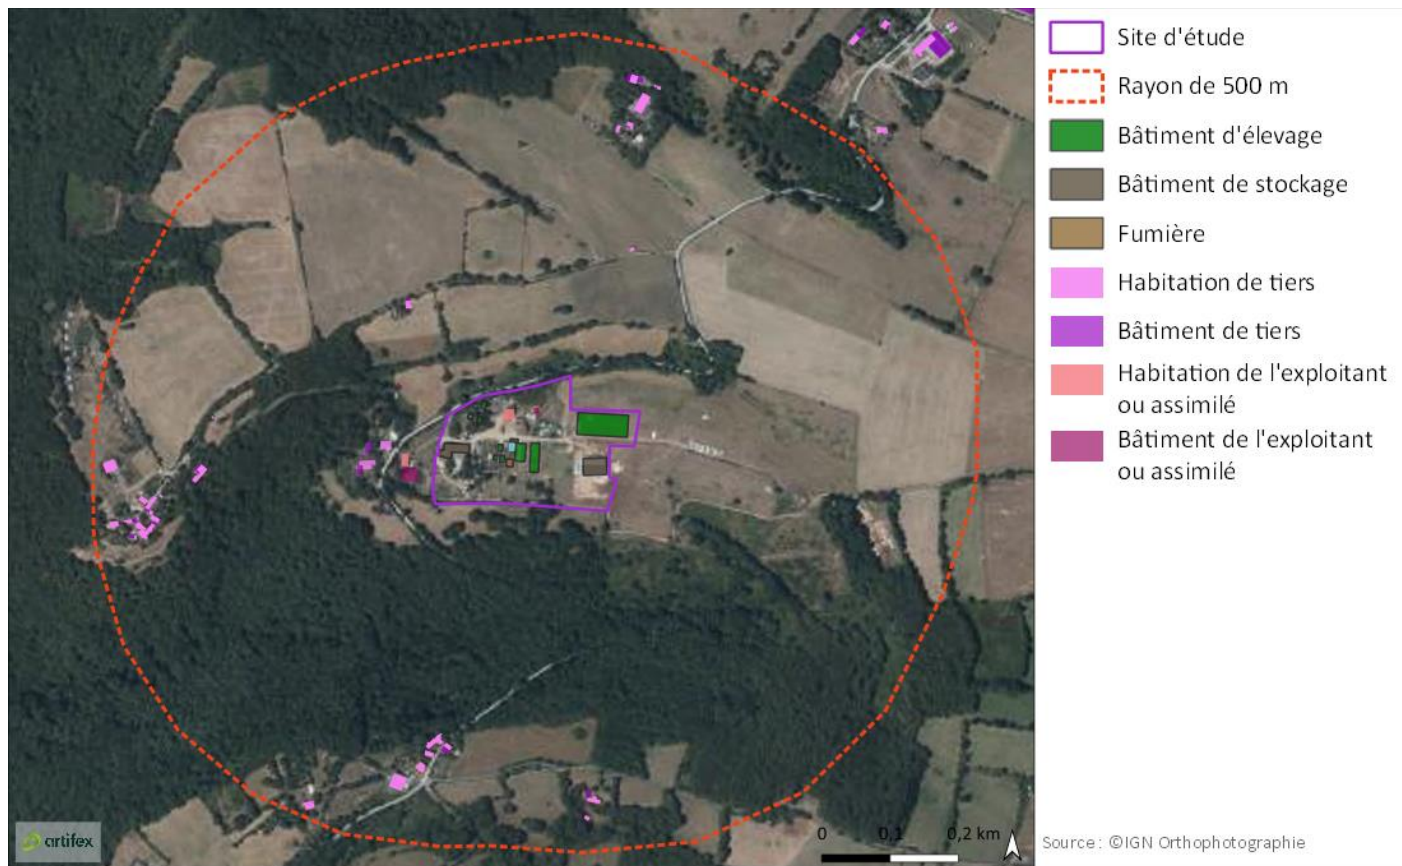 Site d'étude
Rayon de 500 m
Bâtiment d'élevage
Bâtiment de stockage
Fumière
Habitation de tiers
Bâtiment de tiers
Habitation de l'exploitant
ou assimilé
Bâtiment de l'exploitant
ou assimilé
0 0,1 0,2 km
artifex
Source : ©IGN Orthophotographie